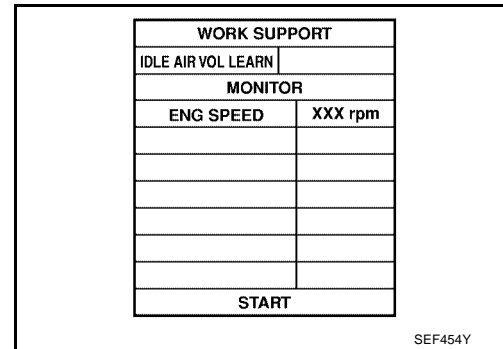 WORK SUPPORT
IDLE AIR VOL LEARN
MONITOR
ENG SPEED XXX rpm
START
SEF454Y